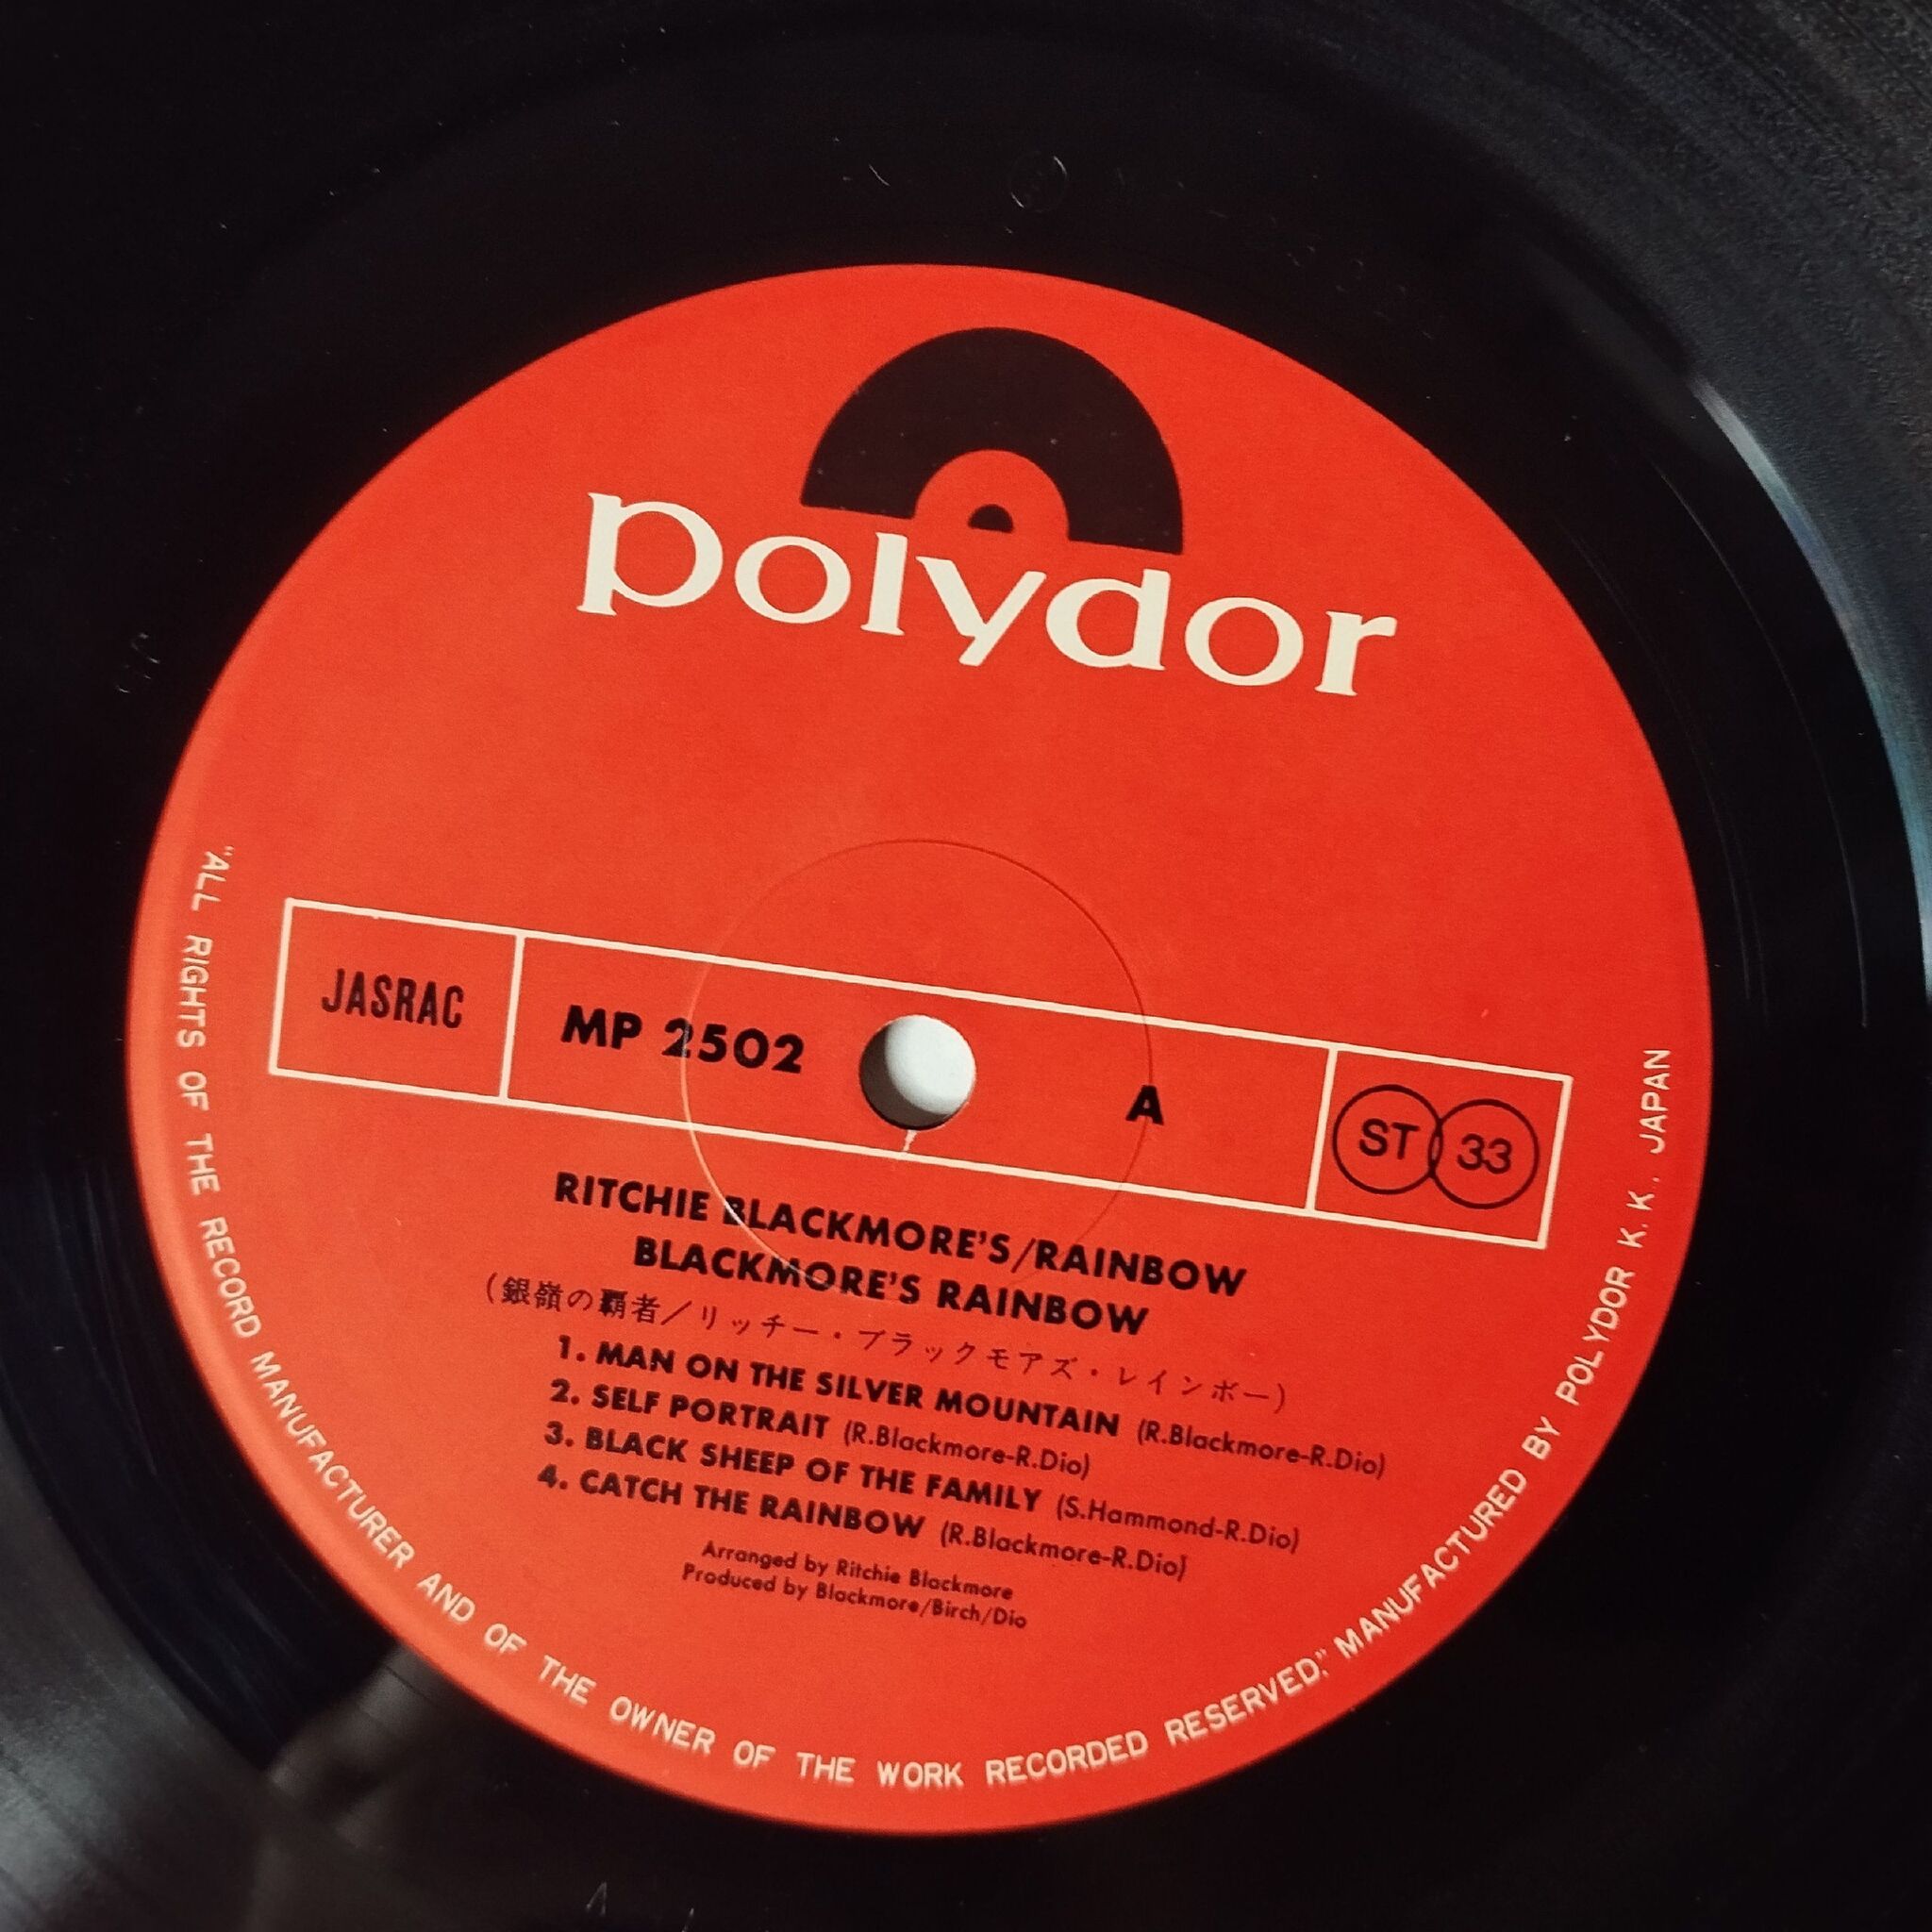 polydor
JASRAC
MP 2502
A
ST 33
RITCHIE BLACKMORE'S/RAINBOW
BLACKMORE'S RAINBOW
(銀嶺の覇者/リッチー・ブラックモアズ・レインボー)
1. MAN ON THE SILVER MOUNTAIN (R.Blackmore-R.Dio)
2. SELF PORTRAIT (R.Blackmore-R.Dio)
3. BLACK SHEEP OF THE FAMILY (S.Hammond-R.Dio)
4. CATCH THE RAINBOW (R.Blackmore-R.Dio)
Arranged by Ritchie Blackmore
Produced by Blackmore/Birch/Dio
"ALL RIGHTS OF THE RECORD MANUFACTURER AND OF THE OWNER OF THE WORK RECORDED RESERVED," MANUFACTURED BY POLYDOR K.K., JAPAN